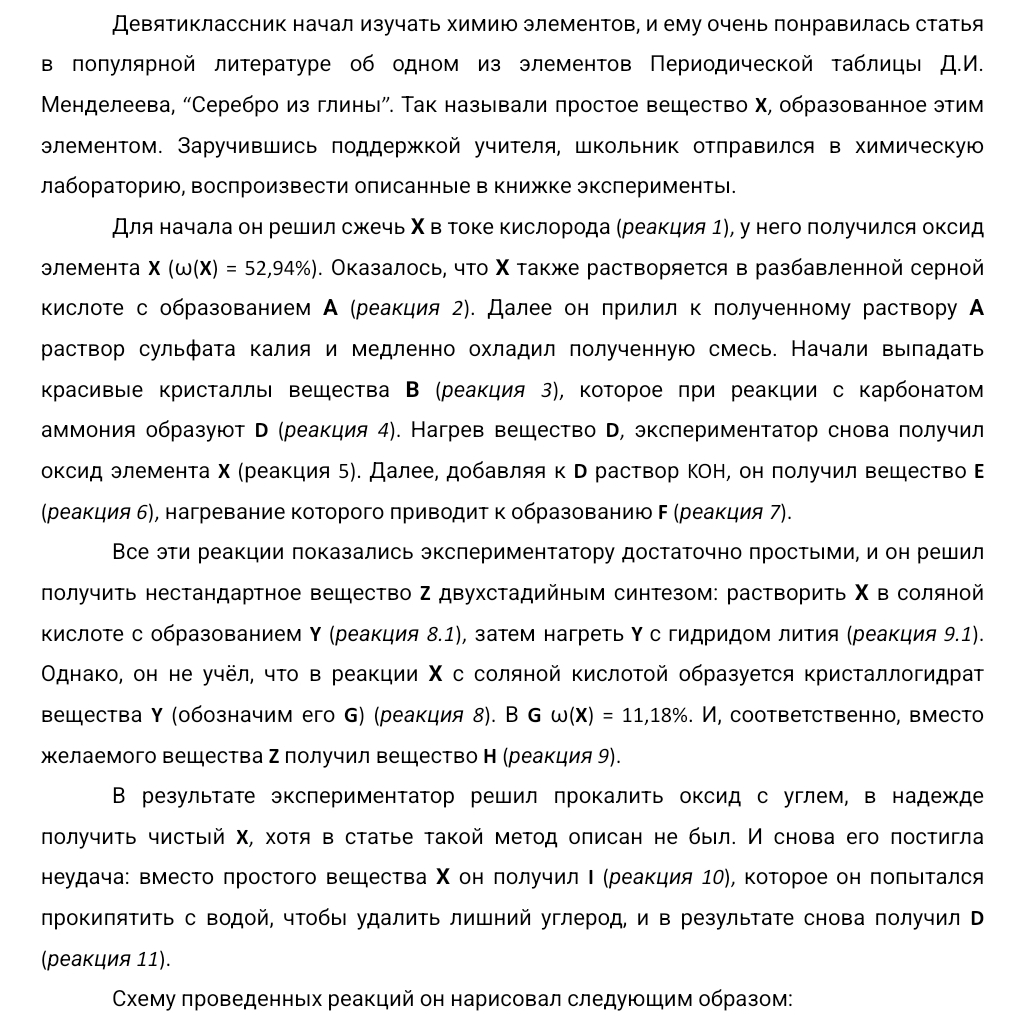 Девятиклассник начал изучать химию элементов, и ему очень понравилась статья
в популярной литературе об одном из элементов Периодической таблицы Д.И.
Менделеева, “Серебро из глины”. Так называли простое вещество X, образованное этим
элементом. Заручившись поддержкой учителя, школьник отправился в химическую
лабораторию, воспроизвести описанные в книжке эксперименты.
Для начала он решил сжечь X в токе кислорода (реакция 1), у него получился оксид
элемента X (ω(X) = 52,94%). Оказалось, что X также растворяется в разбавленной серной
кислоте с образованием A (реакция 2). Далее он прилил к полученному раствору A
раствор сульфата калия и медленно охладил полученную смесь. Начали выпадать
красивые кристаллы вещества B (реакция 3), которое при реакции с карбонатом
аммония образуют D (реакция 4). Нагрев вещество D, экспериментатор снова получил
оксид элемента X (реакция 5). Далее, добавляя к D раствор KOH, он получил вещество E
(реакция 6), нагревание которого приводит к образованию F (реакция 7).
Все эти реакции показались экспериментатору достаточно простыми, и он решил
получить нестандартное вещество Z двухстадийным синтезом: растворить X в соляной
кислоте с образованием Y (реакция 8.1), затем нагреть Y с гидридом лития (реакция 9.1).
Однако, он не учёл, что в реакции X с соляной кислотой образуется кристаллогидрат
вещества Y (обозначим его G) (реакция 8). В G ω(X) = 11,18%. И, соответственно, вместо
желаемого вещества Z получил вещество H (реакция 9).
В результате экспериментатор решил прокалить оксид с углем, в надежде
получить чистый X, хотя в статье такой метод описан не был. И снова его постигла
неудача: вместо простого вещества X он получил I (реакция 10), которое он попытался
прокипятить с водой, чтобы удалить лишний углерод, и в результате снова получил D
(реакция 11).
Схему проведенных реакций он нарисовал следующим образом: